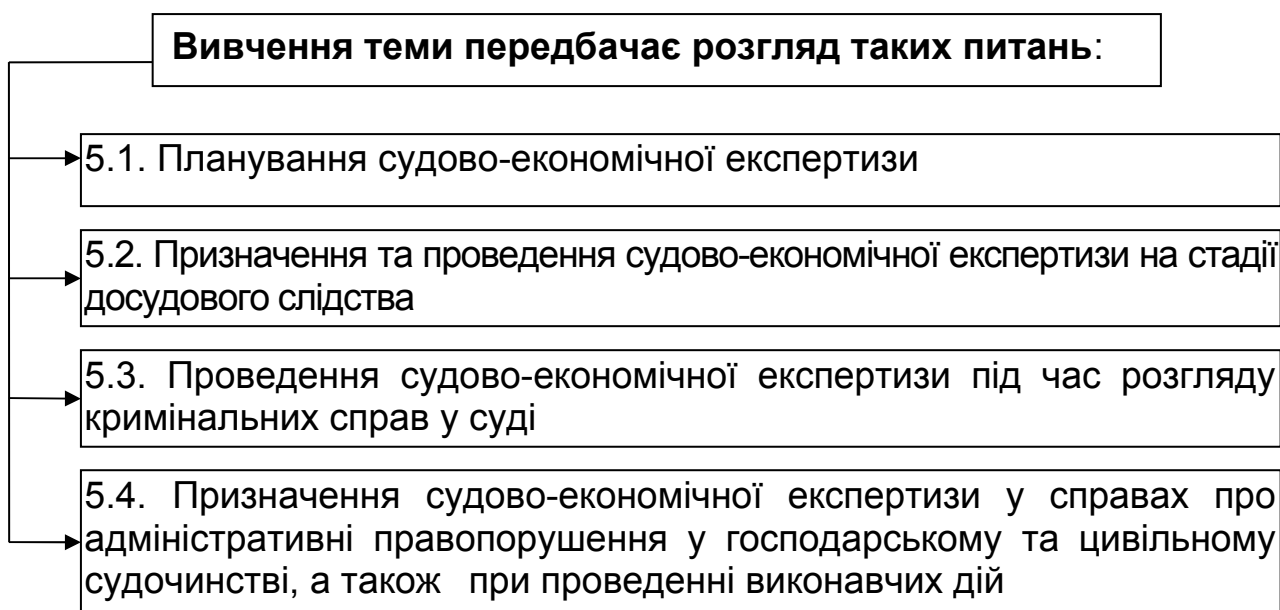 Вивчення теми передбачає розгляд таких питань:
5.1. Планування судово-економічної експертизи
5.2. Призначення та проведення судово-економічної експертизи на стадії
досудового слідства
5.3. Проведення судово-економічної експертизи під час розгляду
кримінальних справ у суді
5.4. Призначення судово-економічної експертизи у справах про
адміністративні правопорушення у господарському та цивільному
судочинстві, а також при проведенні виконавчих дій